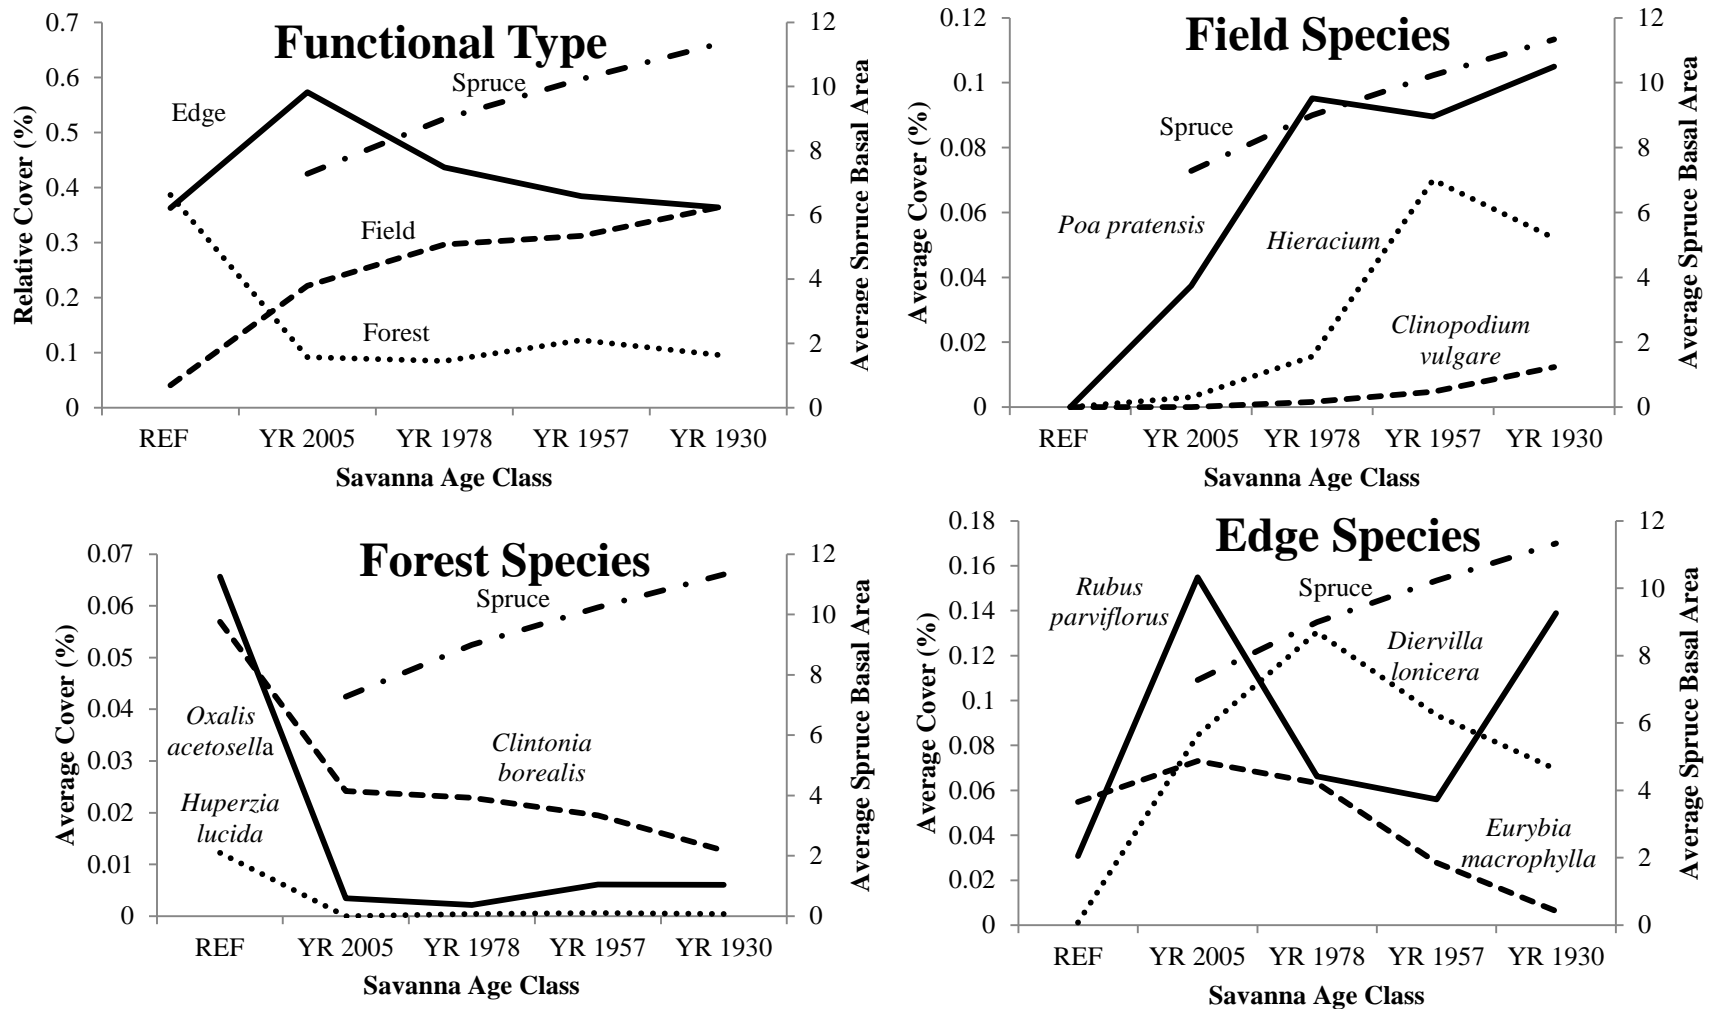 Functional Type
0.7
0.6
0.5
0.4
0.3
0.2
0.1
0
Relative Cover (%)
12
10
8
6
4
2
0
Average Spruce Basal Area
Spruce
Edge
Field
Forest
REF
YR 2005
YR 1978
YR 1957
YR 1930
Savanna Age Class
Field Species
0.12
0.1
0.08
0.06
0.04
0.02
0
Average Cover (%)
12
10
8
6
4
2
0
Average Spruce Basal Area
Spruce
Poa pratensis
Hieracium
Clinopodium
vulgare
REF
YR 2005
YR 1978
YR 1957
YR 1930
Savanna Age Class
Forest Species
0.07
0.06
0.05
0.04
0.03
0.02
0.01
0
Average Cover (%)
12
10
8
6
4
2
0
Average Spruce Basal Area
Spruce
Oxalis
acetosella
Clintonia
borealis
Huperzia
lucida
REF
YR 2005
YR 1978
YR 1957
YR 1930
Savanna Age Class
Edge Species
0.18
0.16
0.14
0.12
0.1
0.08
0.06
0.04
0.02
0
Average Cover (%)
12
10
8
6
4
2
0
Average Spruce Basal Area
Rubus
parviflorus
Spruce
Diervilla
lonicera
Eurybia
macrophylla
REF
YR 2005
YR 1978
YR 1957
YR 1930
Savanna Age Class